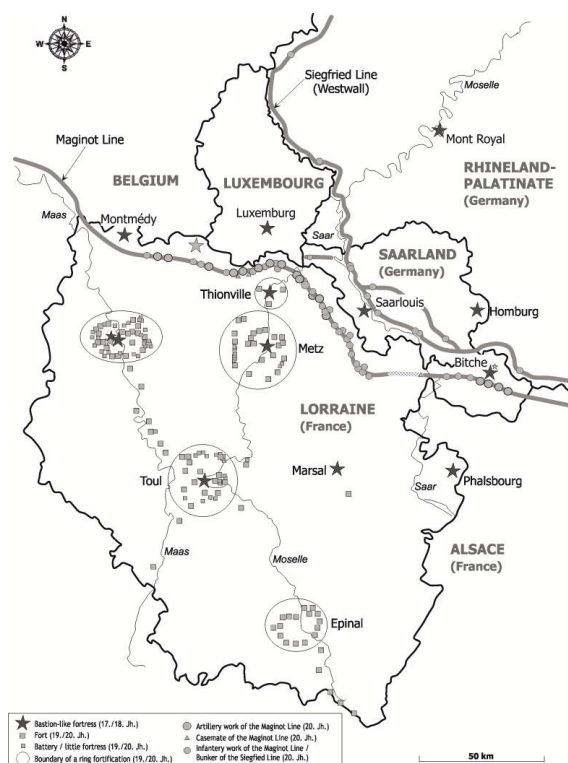 N
W E
S
Siegfried Line
(Westwall)
Moselle
Mont Royal
Maginot Line
BELGIUM
LUXEMBOURG
RHINELAND-
PALATINATE
(Germany)
Maas
Montmédy
Luxemburg
Saar
SAARLAND
(Germany)
Thionville
Saarlouis
Homburg
Metz
Bitche
LORRAINE
(France)
Toul
Marsal
Phalsbourg
Saar
Maas
Moselle
ALSACE
(France)
Epinal
Bastion-like fortress (17./18. Jh.)
Fort (19./20. Jh.)
Battery / little fortress (19./20. Jh.)
Boundary of a ring fortification (19./20. Jh.)
Artillery work of the Maginot Line (20. Jh.)
Casemate of the Maginot Line (20. Jh.)
Infantery work of the Maginot Line /
Bunker of the Siegfied Line (20. Jh.)
50 km